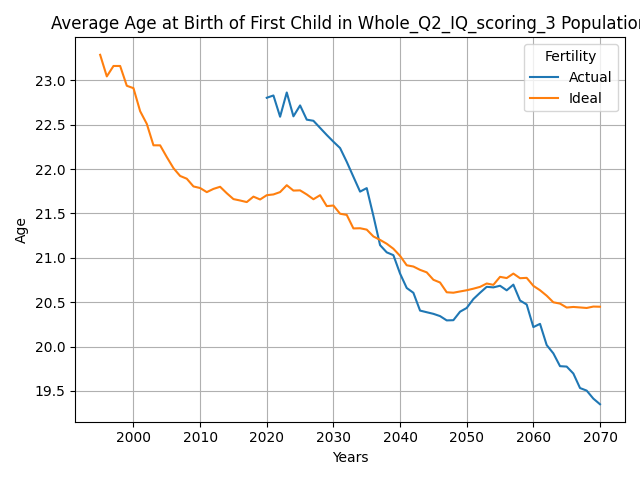 Average Age at Birth of First Child in Whole_Q2_IQ_scoring_3 Population
Fertility
Actual
Ideal
23.0
22.5
22.0
21.5
21.0
20.5
20.0
19.5
Age
2000 2010 2020 2030 2040 2050 2060 2070
Years